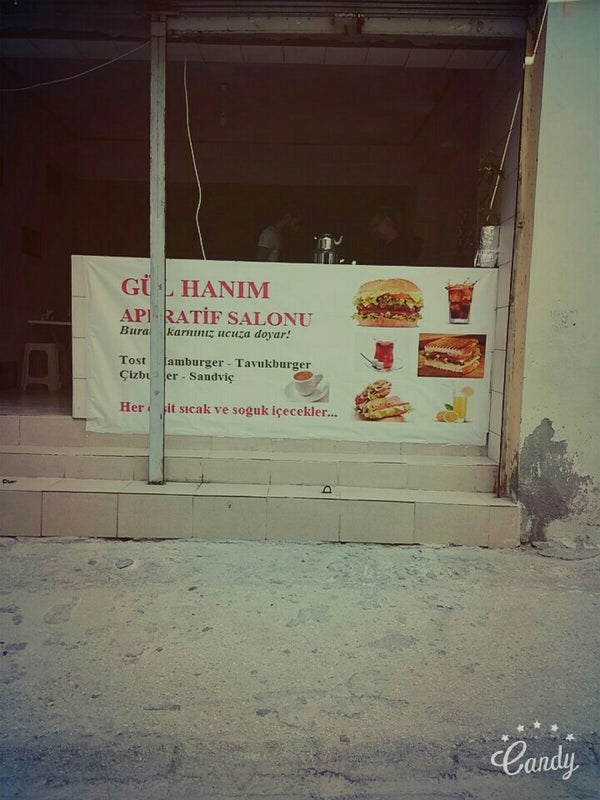 GÜL HANIM
APERATİF SALONU
Burada karnınız ucuza doyar!
Tost - Hamburger - Tavukburger
Çizburger - Sandviç
Her çeşit sıcak ve soğuk içecekler...
Candy